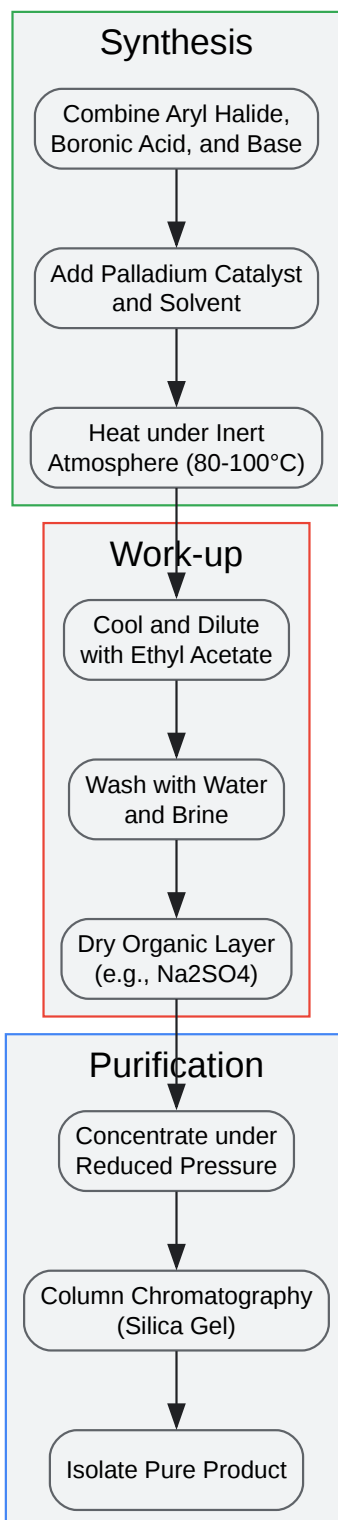 Synthesis
Combine Aryl Halide,
Boronic Acid, and Base
Add Palladium Catalyst
and Solvent
Heat under Inert
Atmosphere (80-100°C)
Work-up
Cool and Dilute
with Ethyl Acetate
Wash with Water
and Brine
Dry Organic Layer
(e.g., Na2SO4)
Purification
Concentrate under
Reduced Pressure
Column Chromatography
(Silica Gel)
Isolate Pure Product